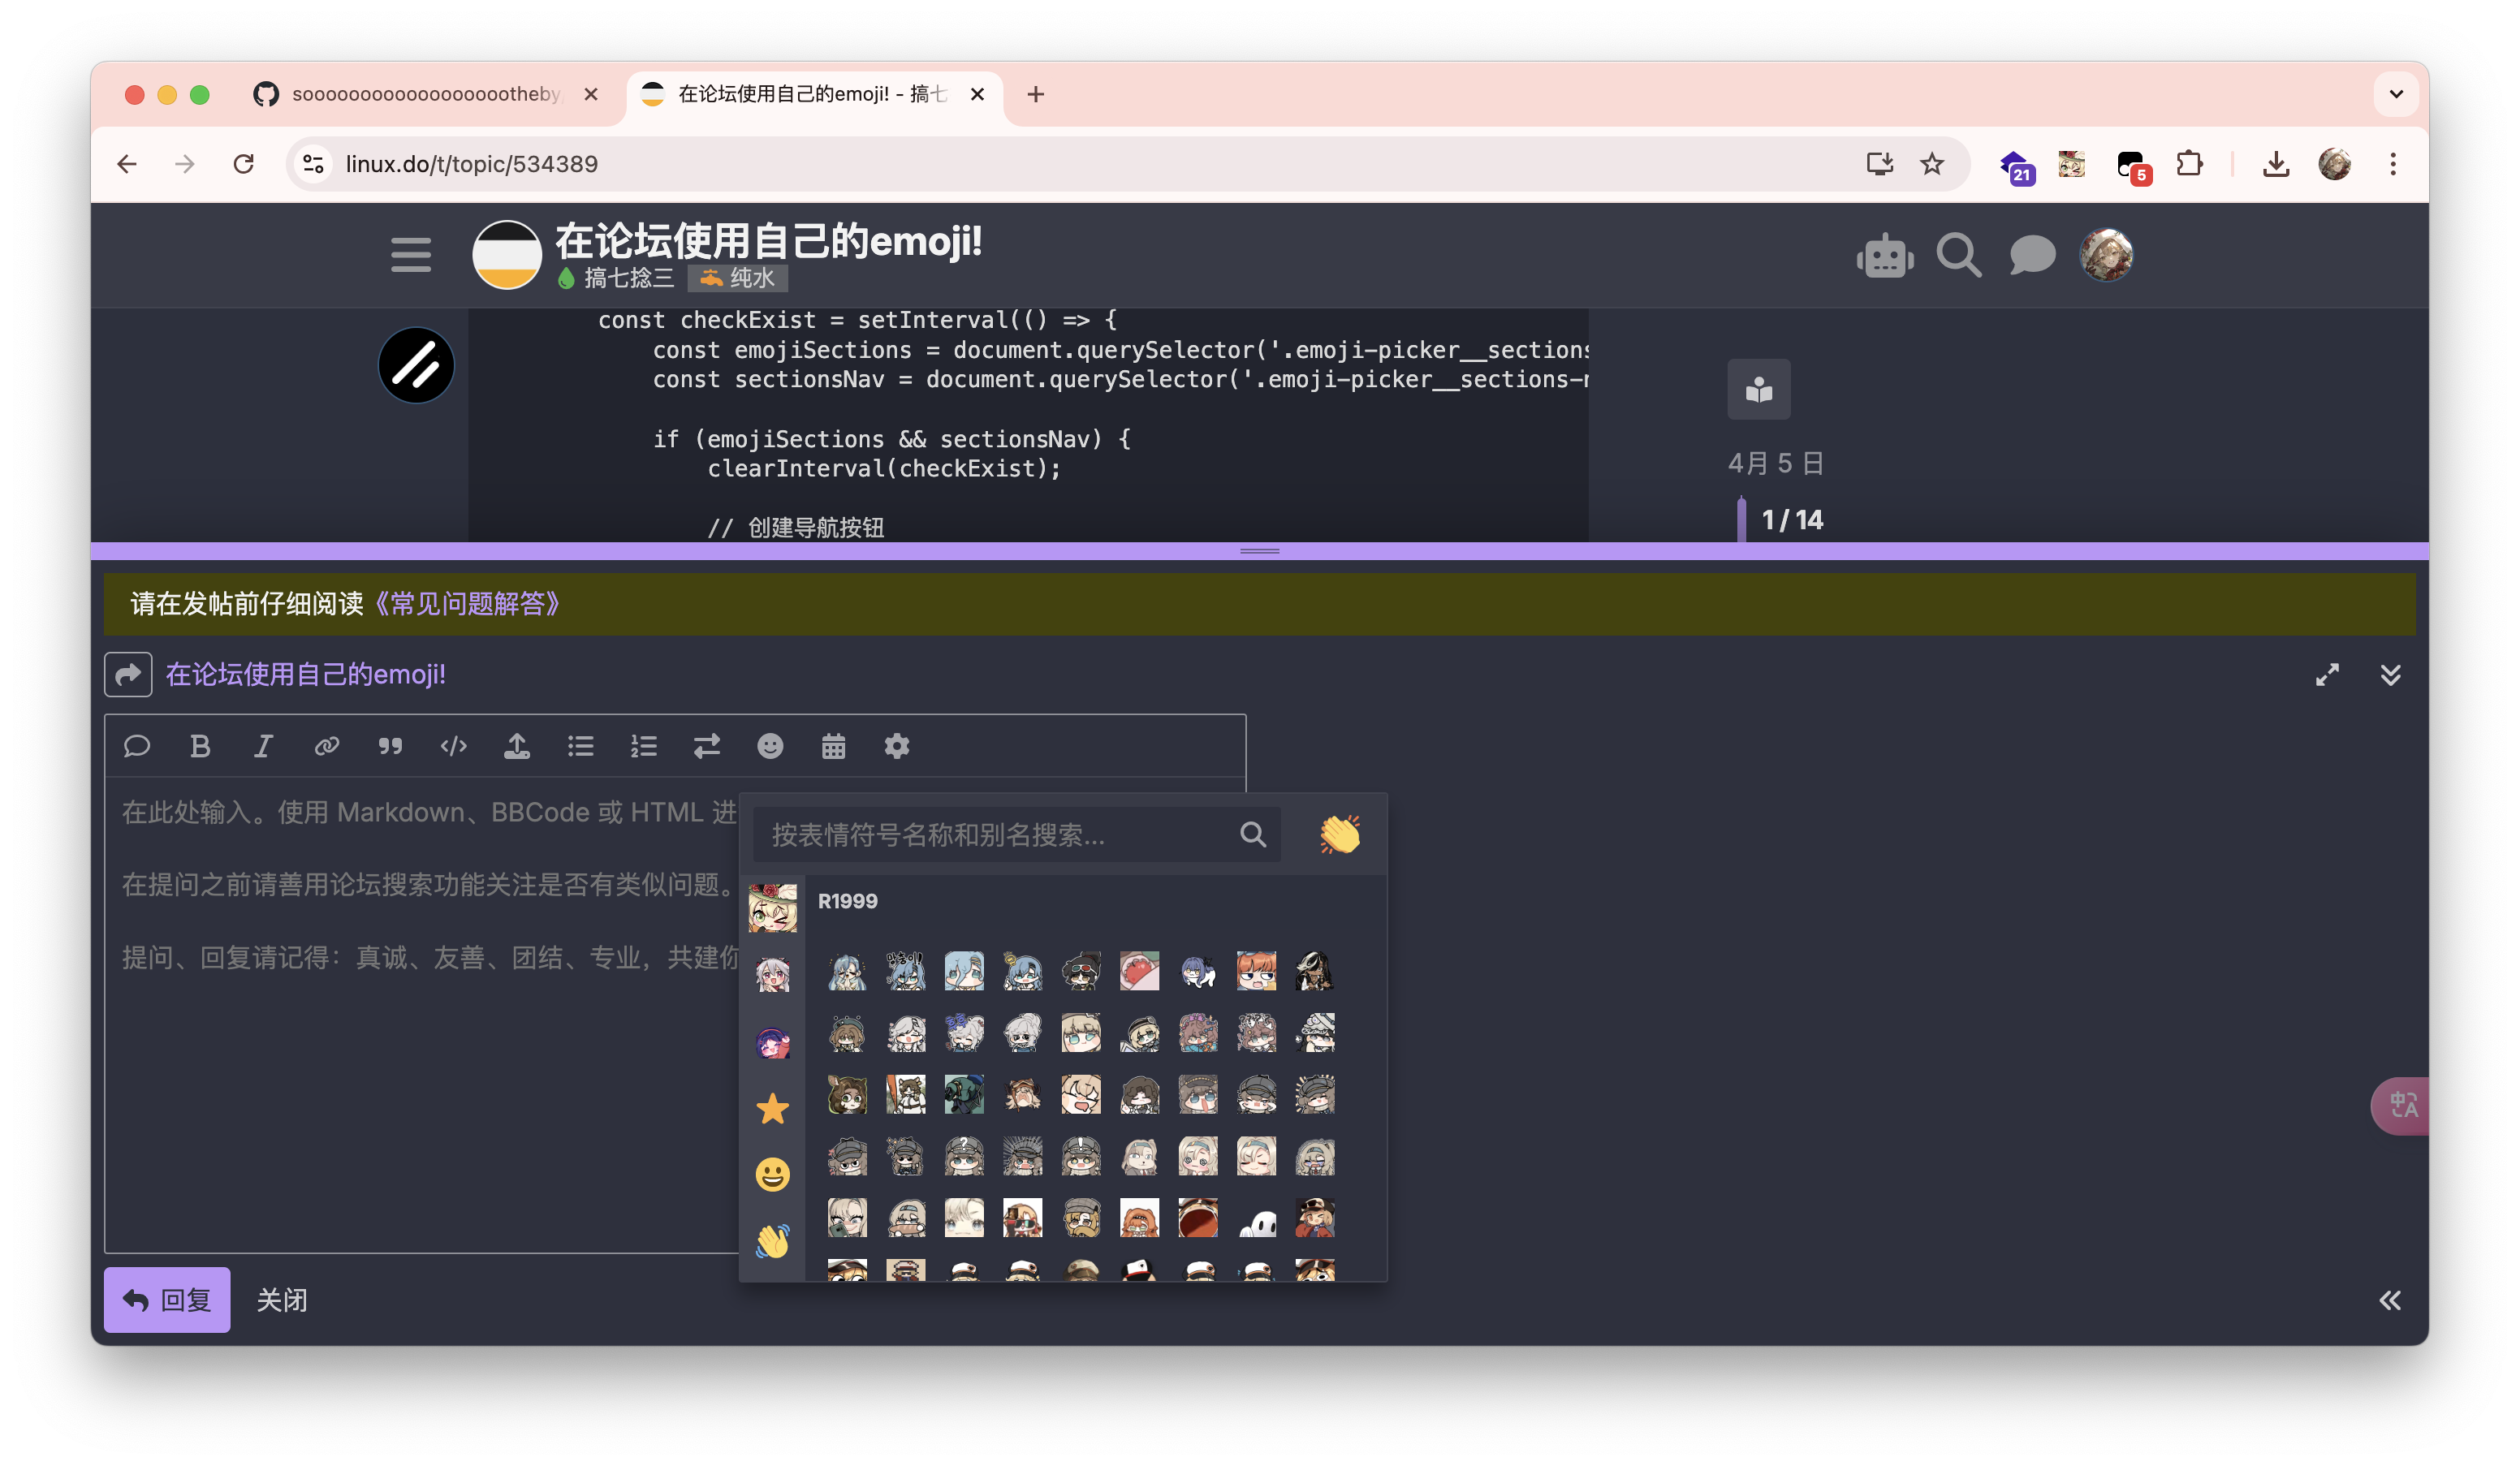 soooooooooooooooooootheby
在论坛使用自己的emoji! - 搞七
linux.do/t/topic/534389
21
5
在论坛使用自己的emoji!
搞七捻三 纯水
const checkExist = setInterval(() => {
const emojiSections = document.querySelector('.emoji-picker__sections
const sectionsNav = document.querySelector('.emoji-picker__sections-n
if (emojiSections && sectionsNav) {
clearInterval(checkExist);
// 创建导航按钮
4月 5 日
1 / 14
请在发帖前仔细阅读《常见问题解答》
在论坛使用自己的emoji!
在此处输入。使用 Markdown、BBCode 或 HTML 进
在提问之前请善用论坛搜索功能关注是否有类似问题。
提问、回复请记得：真诚、友善、团结、专业，共建你
按表情符号名称和别名搜索...
R1999
回复 关闭